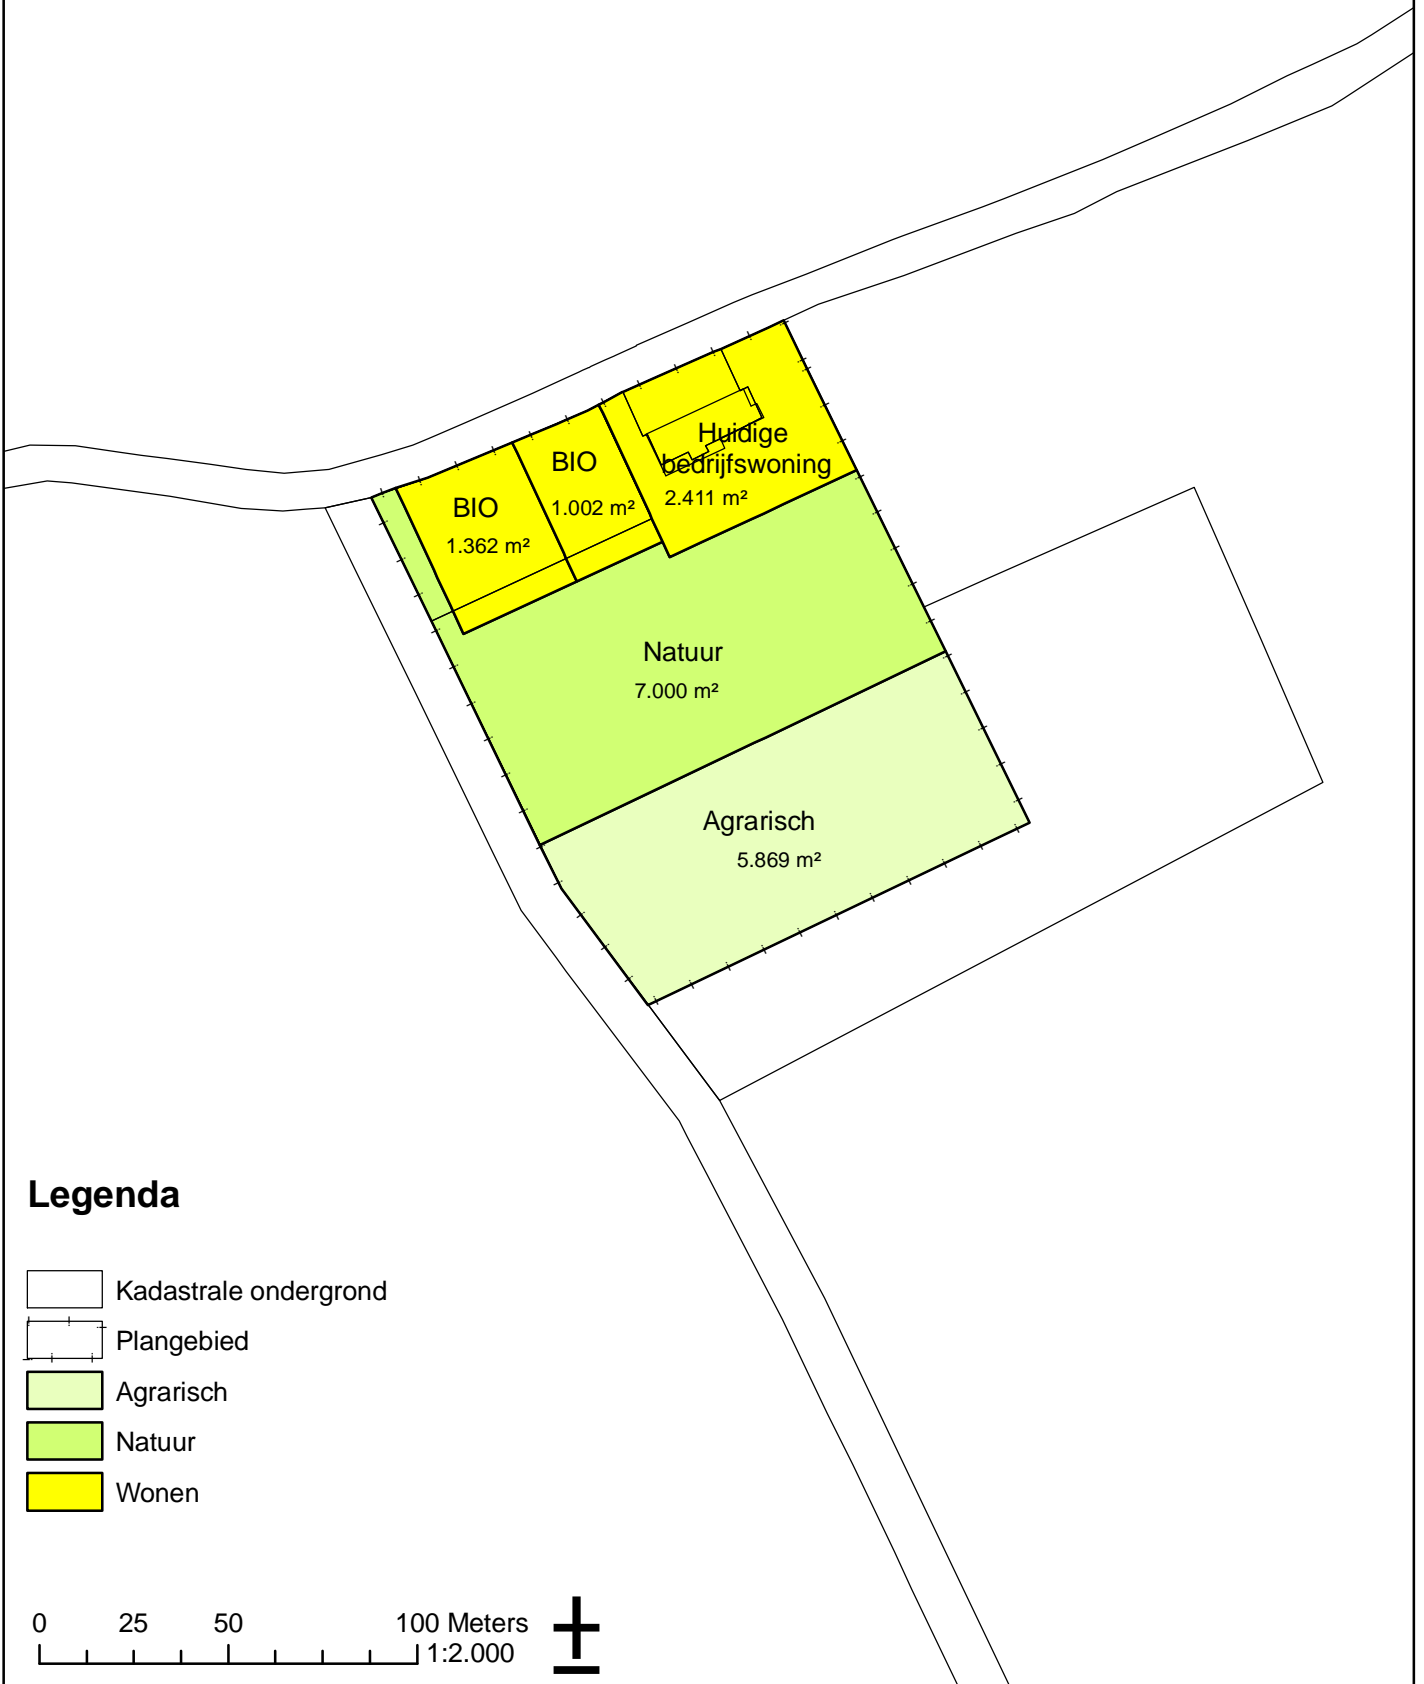 Huidige
bedrijfswoning
2.411 m²
BIO
1.002 m²
BIO
1.362 m²
Natuur
7.000 m²
Agrarisch
5.869 m²
Legenda
Kadastrale ondergrond
Plangebied
Agrarisch
Natuur
Wonen
0 25 50 100 Meters
1:2.000